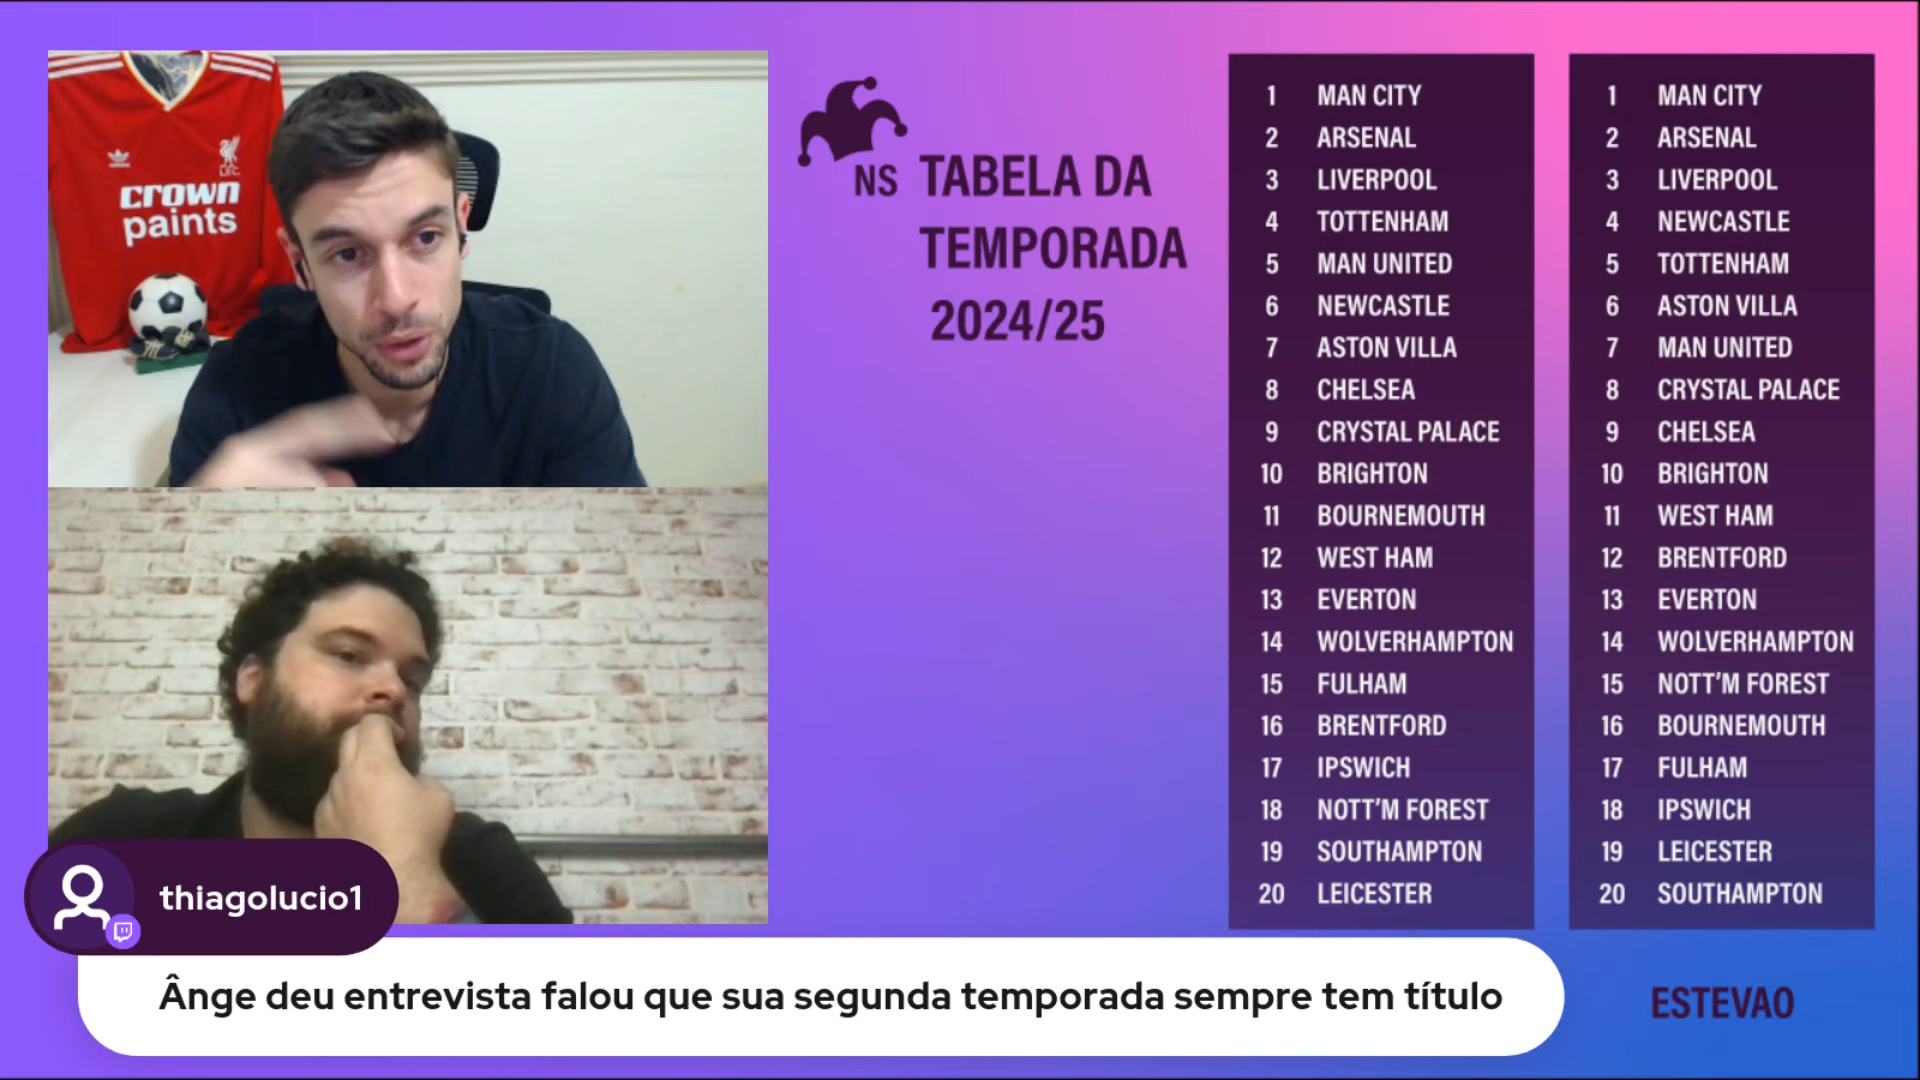 crown
paints
L.F.C.
NS
TABELA DA
TEMPORADA
2024/25
1 MAN CITY
2 ARSENAL
3 LIVERPOOL
4 TOTTENHAM
5 MAN UNITED
6 NEWCASTLE
7 ASTON VILLA
8 CHELSEA
9 CRYSTAL PALACE
10 BRIGHTON
11 BOURNEMOUTH
12 WEST HAM
13 EVERTON
14 WOLVERHAMPTON
15 FULHAM
16 BRENTFORD
17 IPSWICH
18 NOTT'M FOREST
19 SOUTHAMPTON
20 LEICESTER
1 MAN CITY
2 ARSENAL
3 LIVERPOOL
4 NEWCASTLE
5 TOTTENHAM
6 ASTON VILLA
7 MAN UNITED
8 CRYSTAL PALACE
9 CHELSEA
10 BRIGHTON
11 WEST HAM
12 BRENTFORD
13 EVERTON
14 WOLVERHAMPTON
15 NOTT'M FOREST
16 BOURNEMOUTH
17 FULHAM
18 IPSWICH
19 LEICESTER
20 SOUTHAMPTON
ESTEVAO
thiagolucio1
Ânge deu entrevista falou que sua segunda temporada sempre tem título